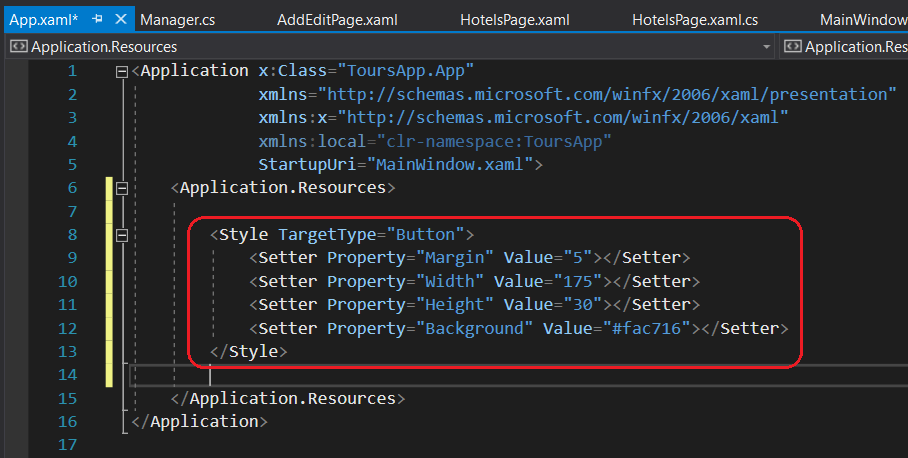 App.xaml* Manager.cs AddEditPage.xaml HotelsPage.xaml HotelsPage.xaml.cs MainWindow
Application.Resources Application.Res
1 <Application x:Class="ToursApp.App"
2 xmlns="http://schemas.microsoft.com/winfx/2006/xaml/presentation"
3 xmlns:x="http://schemas.microsoft.com/winfx/2006/xaml"
4 xmlns:local="clr-namespace:ToursApp"
5 StartupUri="MainWindow.xaml">
6 <Application.Resources>
7
8 <Style TargetType="Button">
9 <Setter Property="Margin" Value="5"></Setter>
10 <Setter Property="Width" Value="175"></Setter>
11 <Setter Property="Height" Value="30"></Setter>
12 <Setter Property="Background" Value="#fac716"></Setter>
13 </Style>
14
15 </Application.Resources>
16 </Application>
17